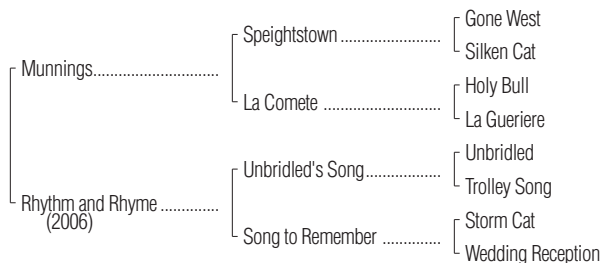 Gone West
Speightstown ....................
Silken Cat
Munnings.........................
Holy Bull
La Comete .......................
La Gueriere
Unbridled
Unbridled's Song...............
Trolley Song
Rhythm and Rhyme ............
(2006)
Storm Cat
Song to Remember ............
Wedding Reception